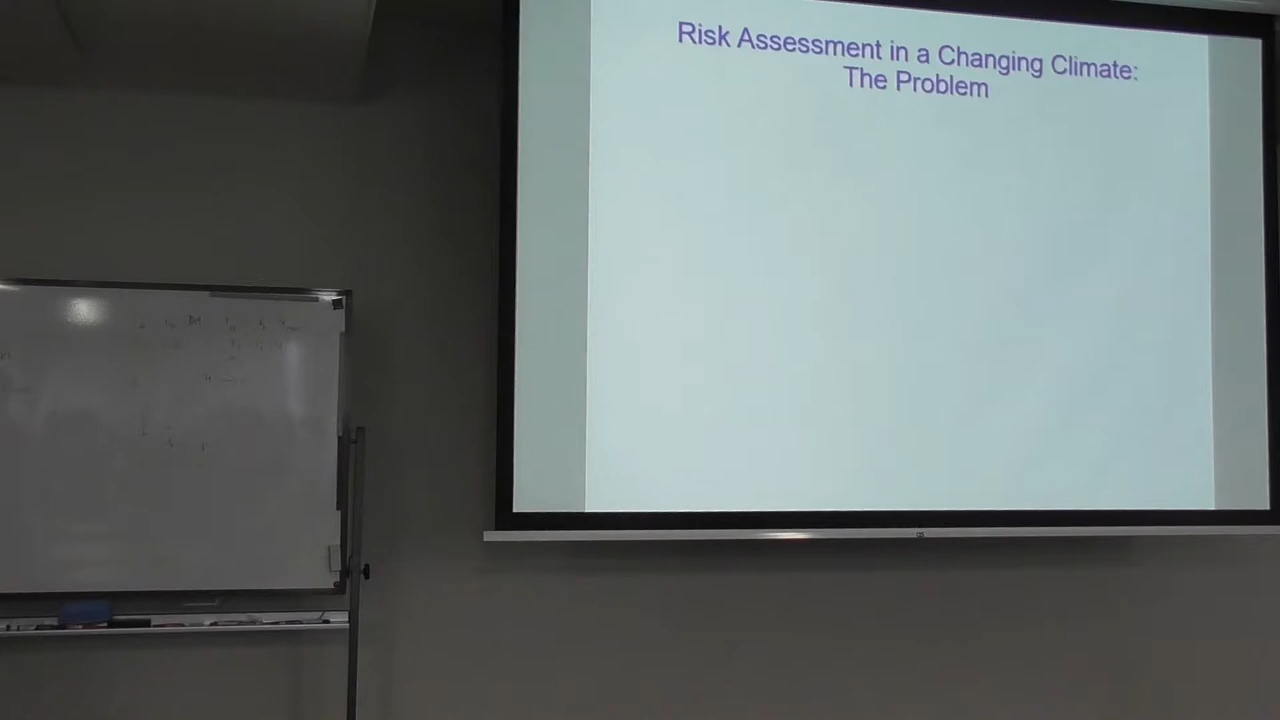 Risk Assessment in a Changing Climate:
The Problem